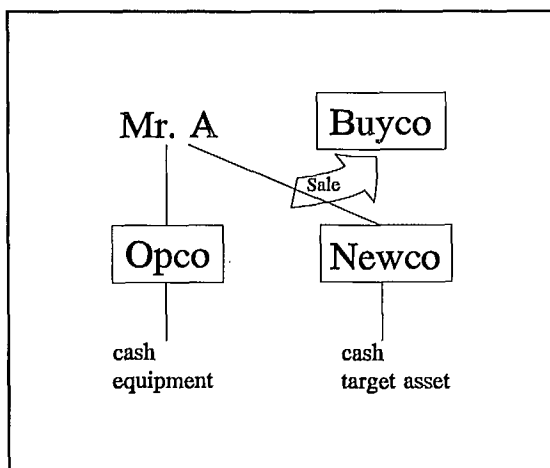 Mr. A
Buyco
Sale
Opco
Newco
cash
equipment
cash
target asset